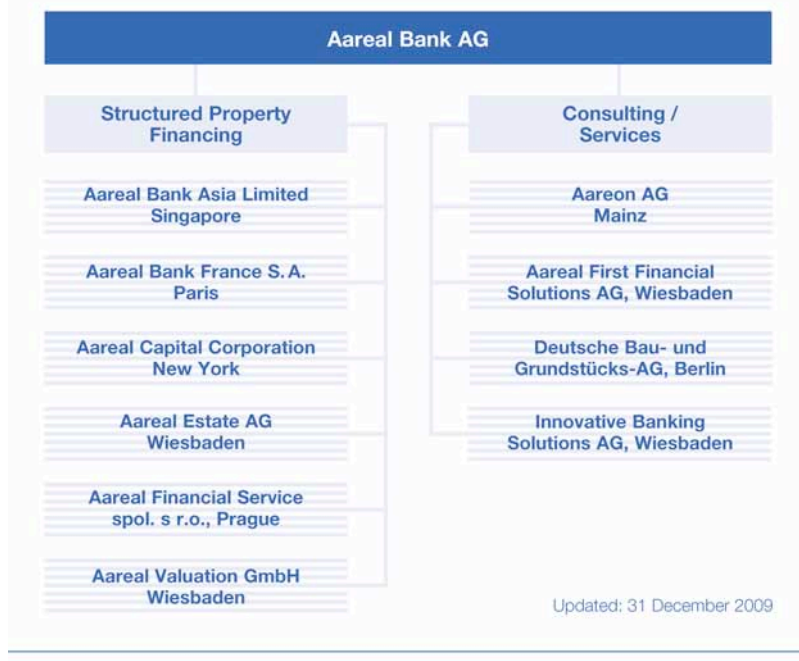 Aareal Bank AG
Structured Property
Financing
Aareal Bank Asia Limited
Singapore
Aareal Bank France S. A.
Paris
Aareal Capital Corporation
New York
Aareal Estate AG
Wiesbaden
Aareal Financial Service
spol. s r.o., Prague
Aareal Valuation GmbH
Wiesbaden
Consulting /
Services
Aareon AG
Mainz
Aareal First Financial
Solutions AG, Wiesbaden
Deutsche Bau- und
Grundstücks-AG, Berlin
Innovative Banking
Solutions AG, Wiesbaden
Updated: 31 December 2009